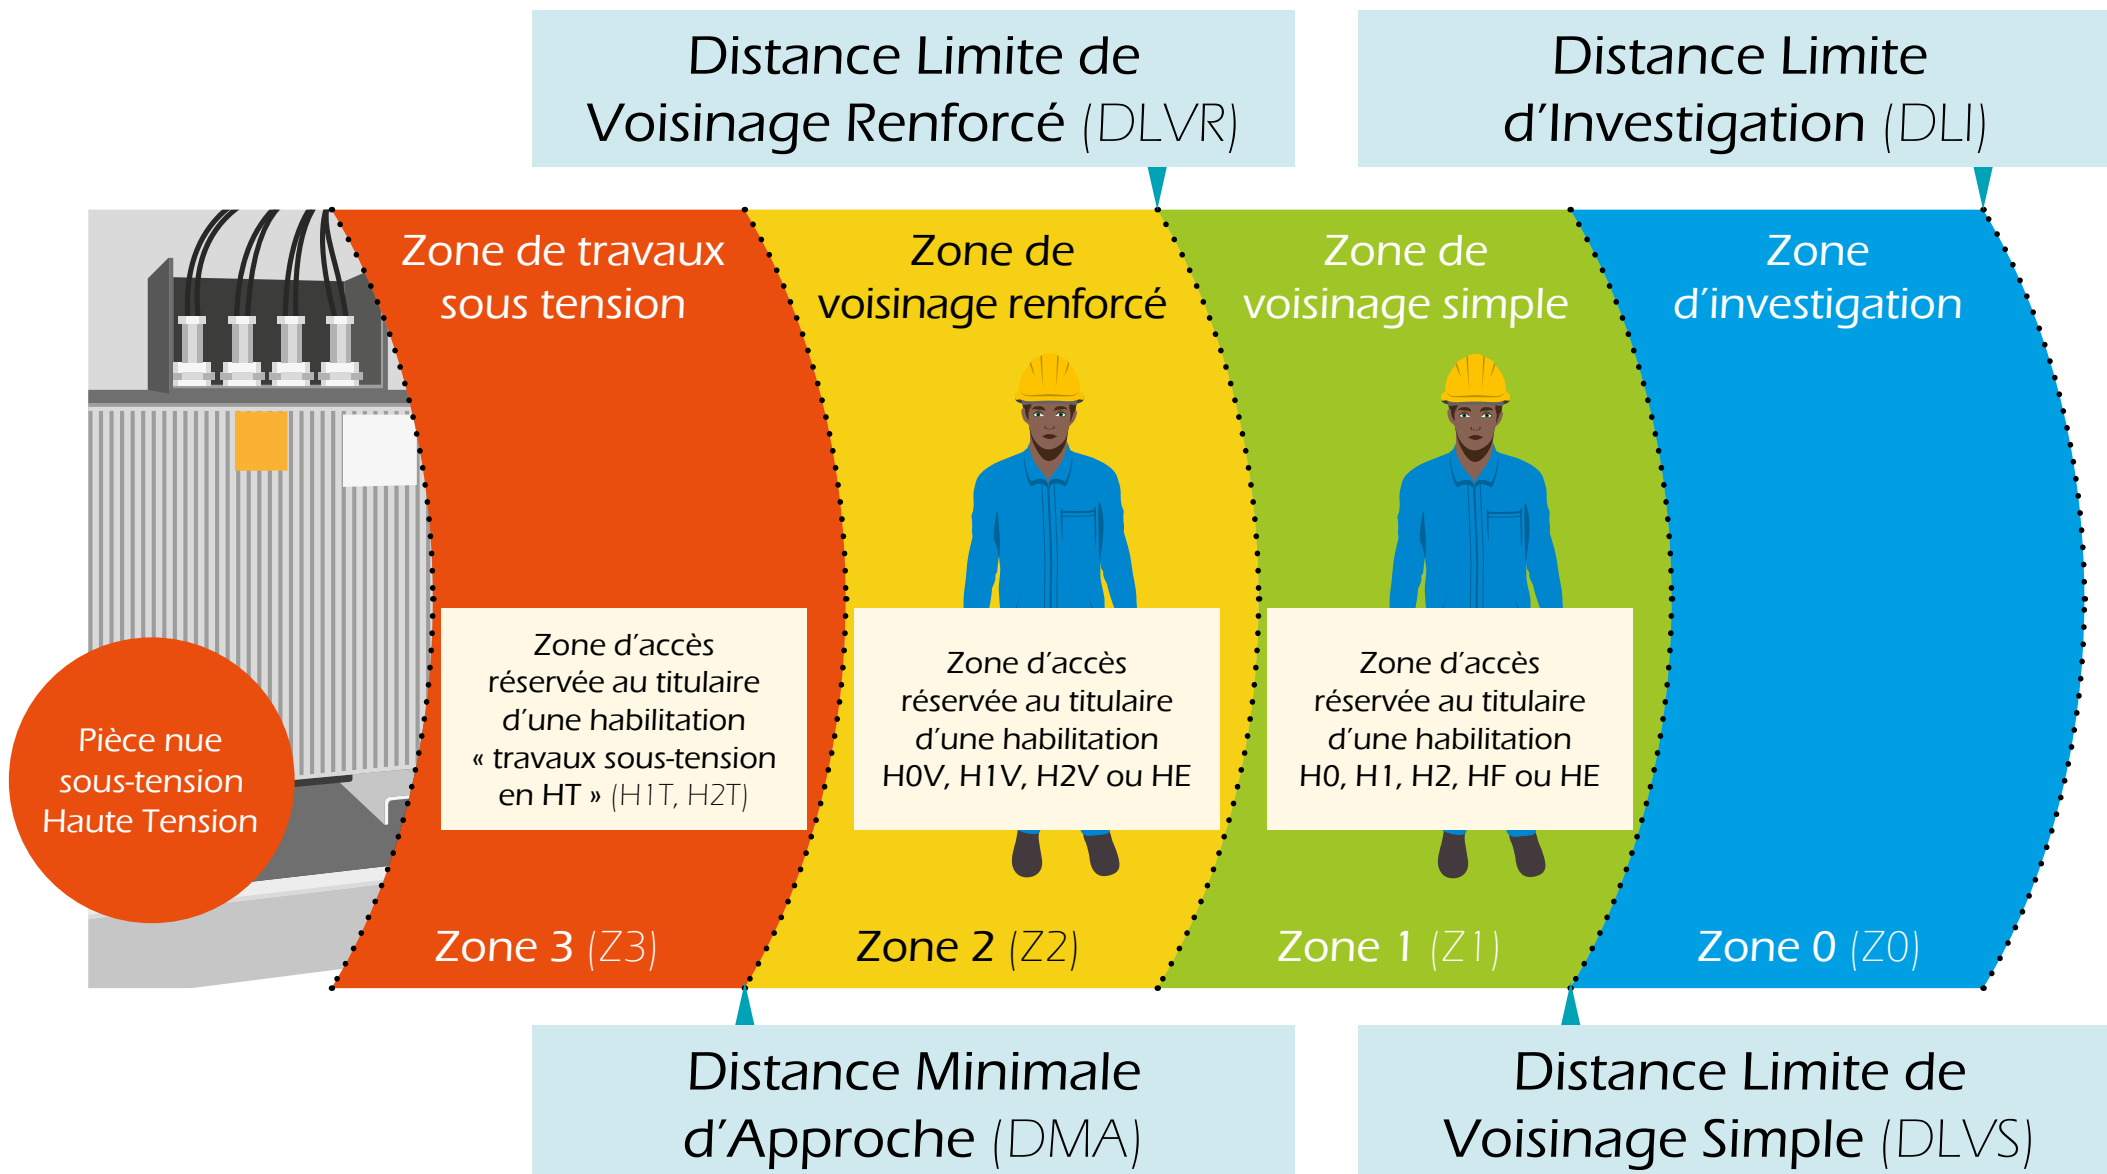 Distance Limite de
Voisinage Renforcé (DLVR)
Distance Limite
d’Investigation (DLI)
Zone de travaux
sous tension
Zone de
voisinage renforcé
Zone de
voisinage simple
Zone
d’investigation
Pièce nue
sous-tension
Haute Tension
Zone d’accès
réservée au titulaire
d’une habilitation
« travaux sous-tension
en HT » (H1T, H2T)
Zone d’accès
réservée au titulaire
d’une habilitation
H0V, H1V, H2V ou HE
Zone d’accès
réservée au titulaire
d’une habilitation
H0, H1, H2, HF ou HE
Zone 3 (Z3)
Zone 2 (Z2)
Zone 1 (Z1)
Zone 0 (Z0)
Distance Minimale
d’Approche (DMA)
Distance Limite de
Voisinage Simple (DLVS)